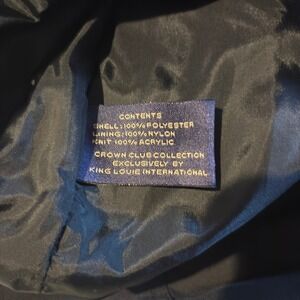 CONTENTS
SHELL: 100% POLYESTER
LINING: 100% NYLON
KNIT 100% ACRYLIC
CROWN CLUB COLLECTION
EXCLUSIVELY BY
KING LOUIE INTERNATIONAL